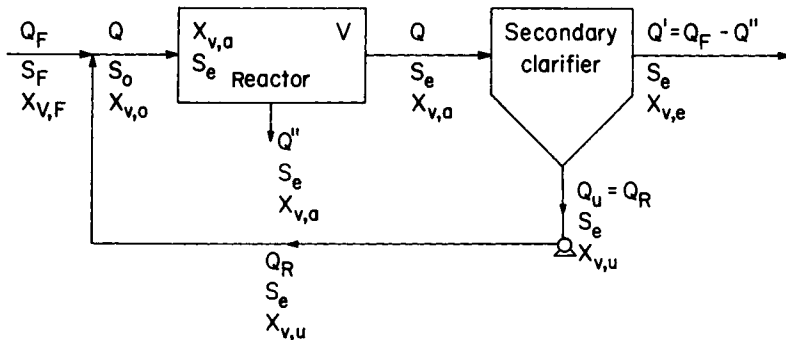 Q_F
S_F
X_V,F
Q
S_o
X_v,o
X_v,a
V
S_e
Reactor
Q"
S_e
X_v,a
Q
S_e
X_v,a
Secondary
clarifier
Q'=Q_F - Q"
S_e
X_v,e
Q_u = Q_R
S_e
X_v,u
Q_R
S_e
X_v,u